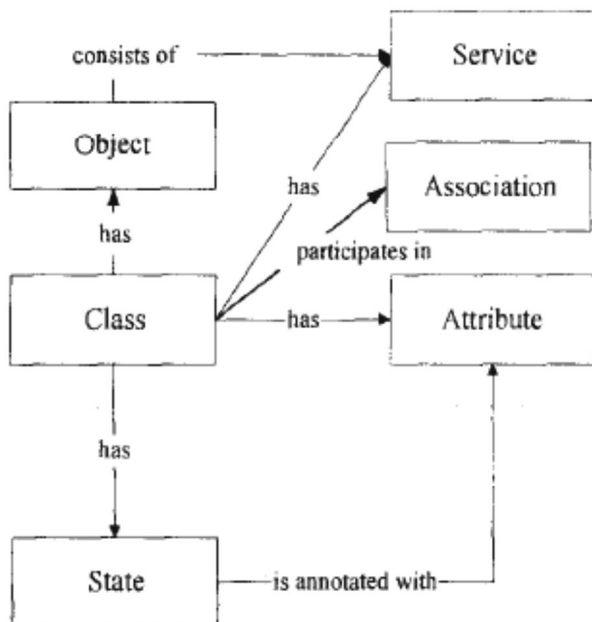 consists of
Service
Object
has
Association
has
participates in
Class
has
Attribute
has
State
is annotated with